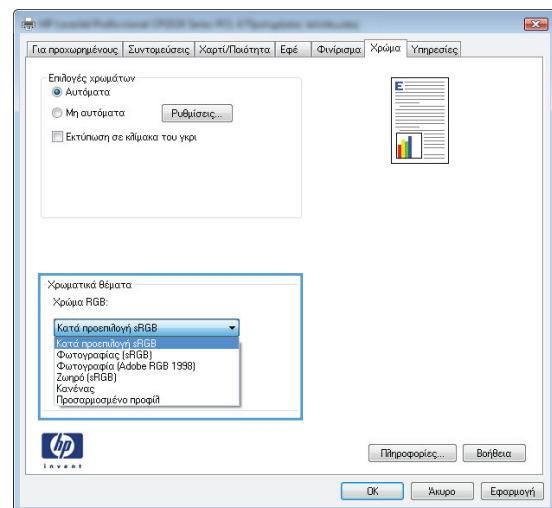 Για προχωρημένους Συντομεύσεις Χαρτί/Ποιότητα Εφέ Φινίρισμα Χρώμα Υπηρεσίες
Επιλογές χρωμάτων
Αυτόματα
Μη αυτόματα Ρυθμίσεις...
Εκτύπωση σε κλίμακα του γκρι
E
Χρωματικά θέματα
Χρώμα RGB:
Κατά προεπιλογή sRGB
Κατά προεπιλογή sRGB
Φωτογραφίας (sRGB)
Φωτογραφία (Adobe RGB 1998)
Ζωηρό (sRGB)
Κανένας
Προσαρμοσμένο προφίλ
hp
invent
Πληροφορίες... Βοήθεια
OK Άκυρο Εφαρμογή